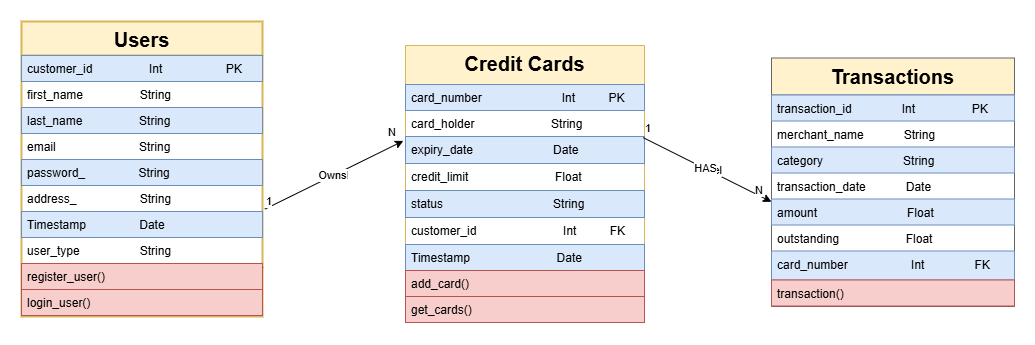 Users
customer_id Int PK
first_name String
last_name String
email String
password_ String
address_ String
Timestamp Date
user_type String
register_user()
login_user()
1
Owns
N
Credit Cards
card_number Int PK
card_holder String
expiry_date Date
credit_limit Float
status String
customer_id Int FK
Timestamp Date
add_card()
get_cards()
1
HAS
N
Transactions
transaction_id Int PK
merchant_name String
category String
transaction_date Date
amount Float
outstanding Float
card_number Int FK
transaction()